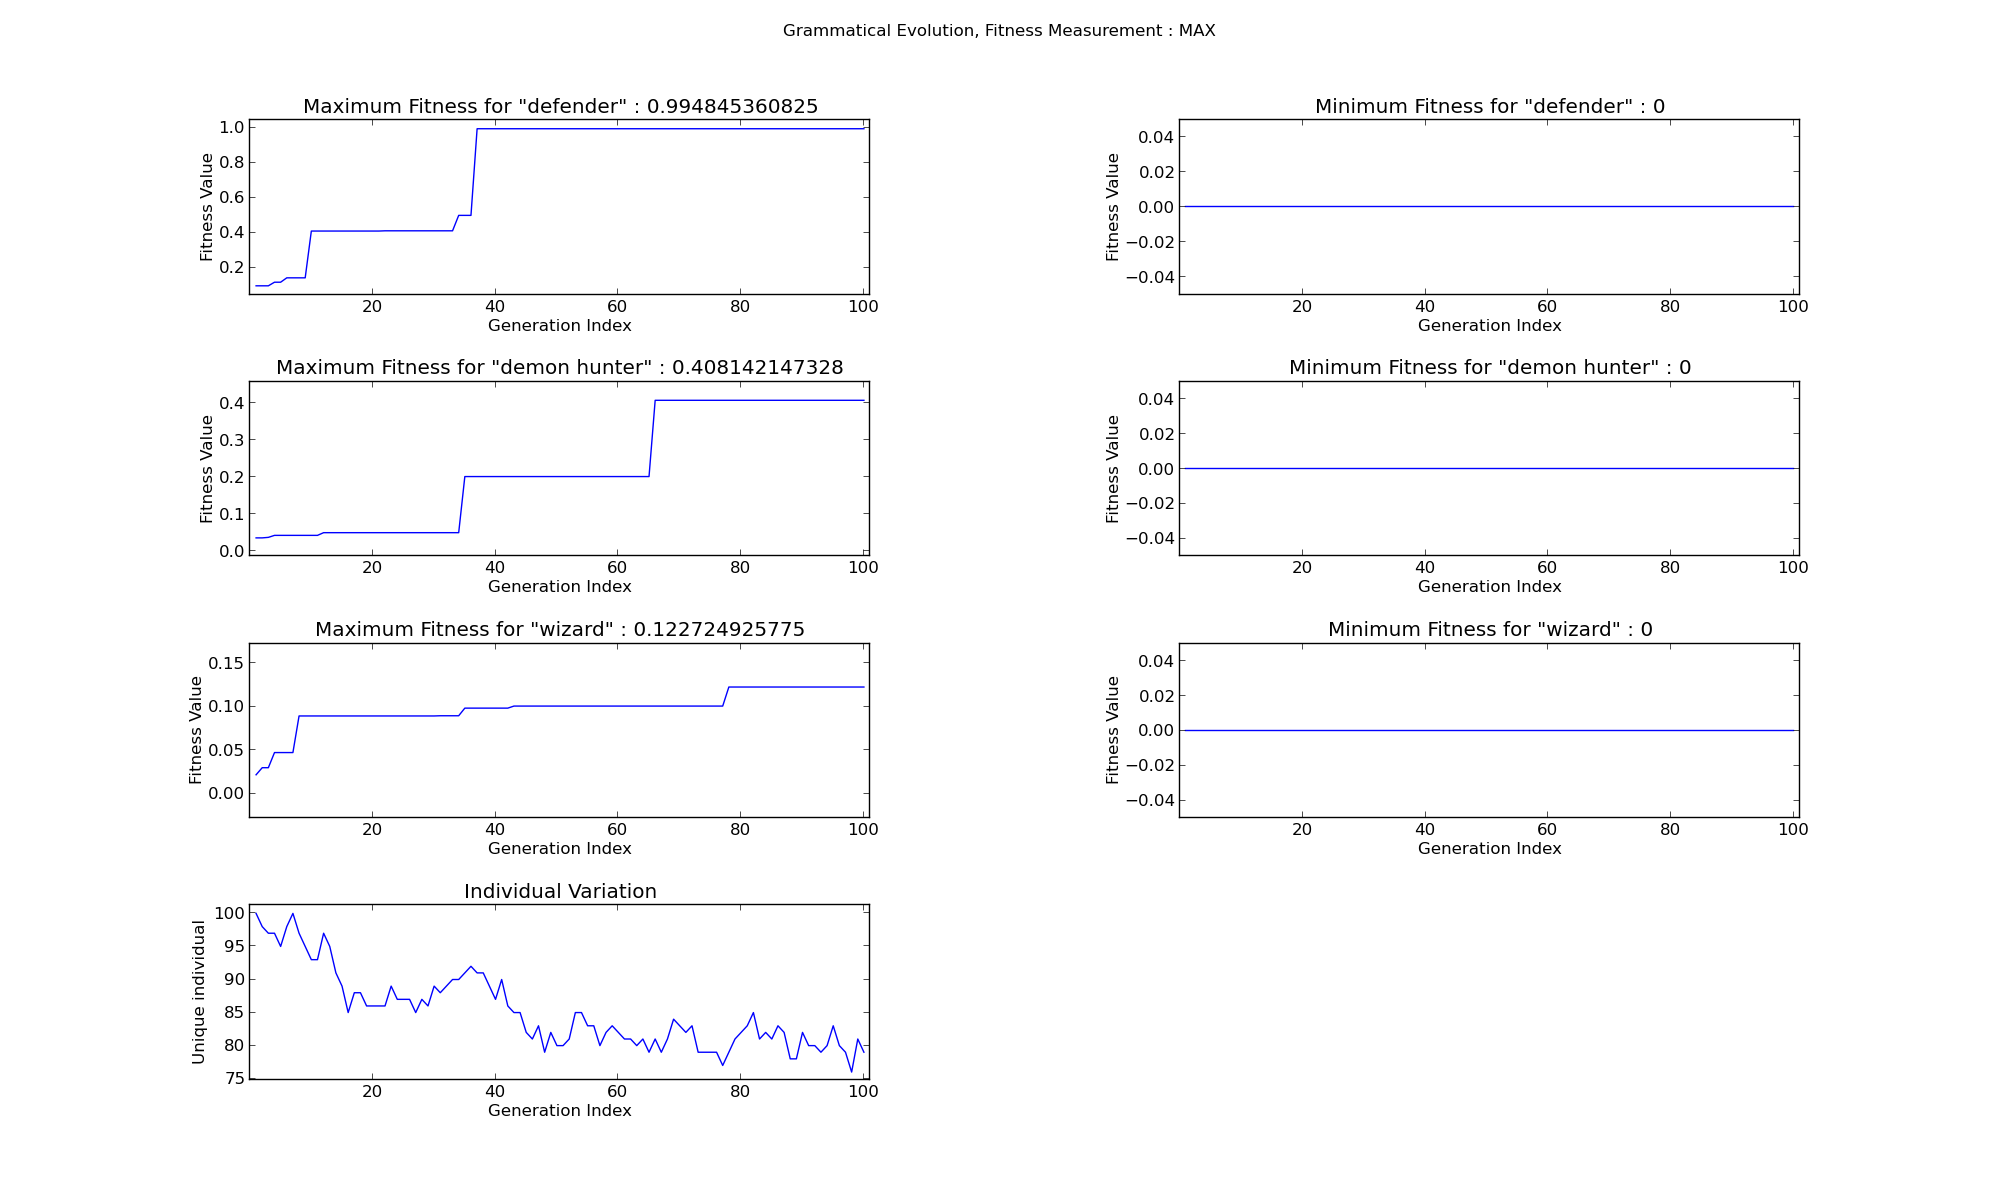 Grammatical Evolution, Fitness Measurement : MAX
Maximum Fitness for "defender" : 0.994845360825
1.0
0.8
0.6
0.4
0.2
Fitness Value
20 40 60 80 100
Generation Index
Minimum Fitness for "defender" : 0
0.04
0.02
0.00
−0.02
−0.04
Fitness Value
20 40 60 80 100
Generation Index
Maximum Fitness for "demon hunter" : 0.408142147328
0.4
0.3
0.2
0.1
0.0
Fitness Value
20 40 60 80 100
Generation Index
Minimum Fitness for "demon hunter" : 0
0.04
0.02
0.00
−0.02
−0.04
Fitness Value
20 40 60 80 100
Generation Index
Maximum Fitness for "wizard" : 0.122724925775
0.15
0.10
0.05
0.00
Fitness Value
20 40 60 80 100
Generation Index
Minimum Fitness for "wizard" : 0
0.04
0.02
0.00
−0.02
−0.04
Fitness Value
20 40 60 80 100
Generation Index
Individual Variation
100
95
90
85
80
75
Unique individual
20 40 60 80 100
Generation Index